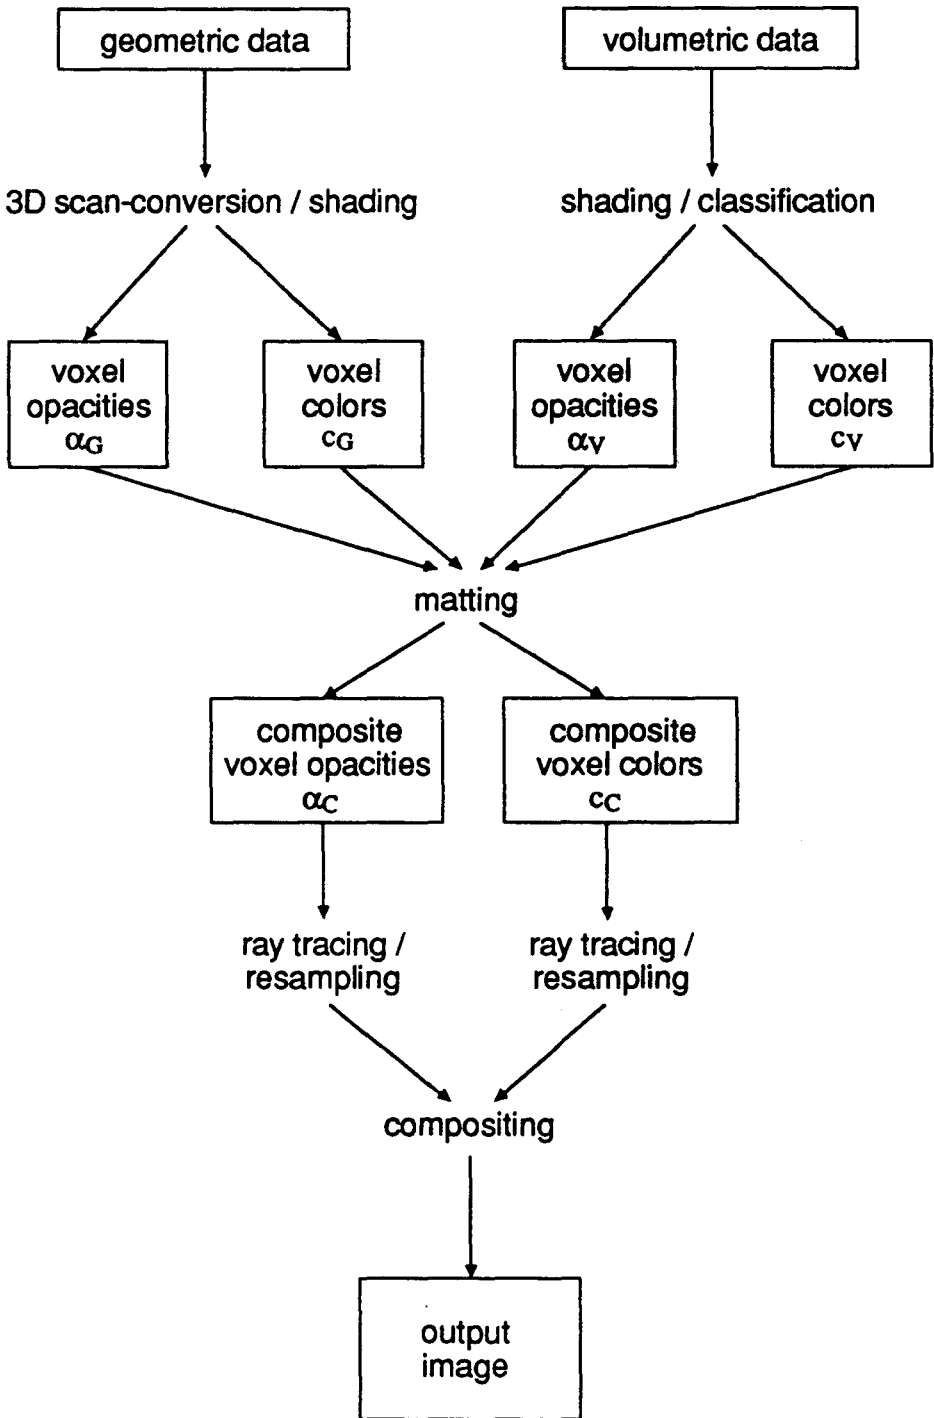 geometric data
volumetric data
3D scan-conversion / shading
shading / classification
voxel
opacities
αG
voxel
colors
cG
voxel
opacities
αV
voxel
colors
cV
matting
composite
voxel opacities
αC
composite
voxel colors
cC
ray tracing /
resampling
ray tracing /
resampling
compositing
output
image